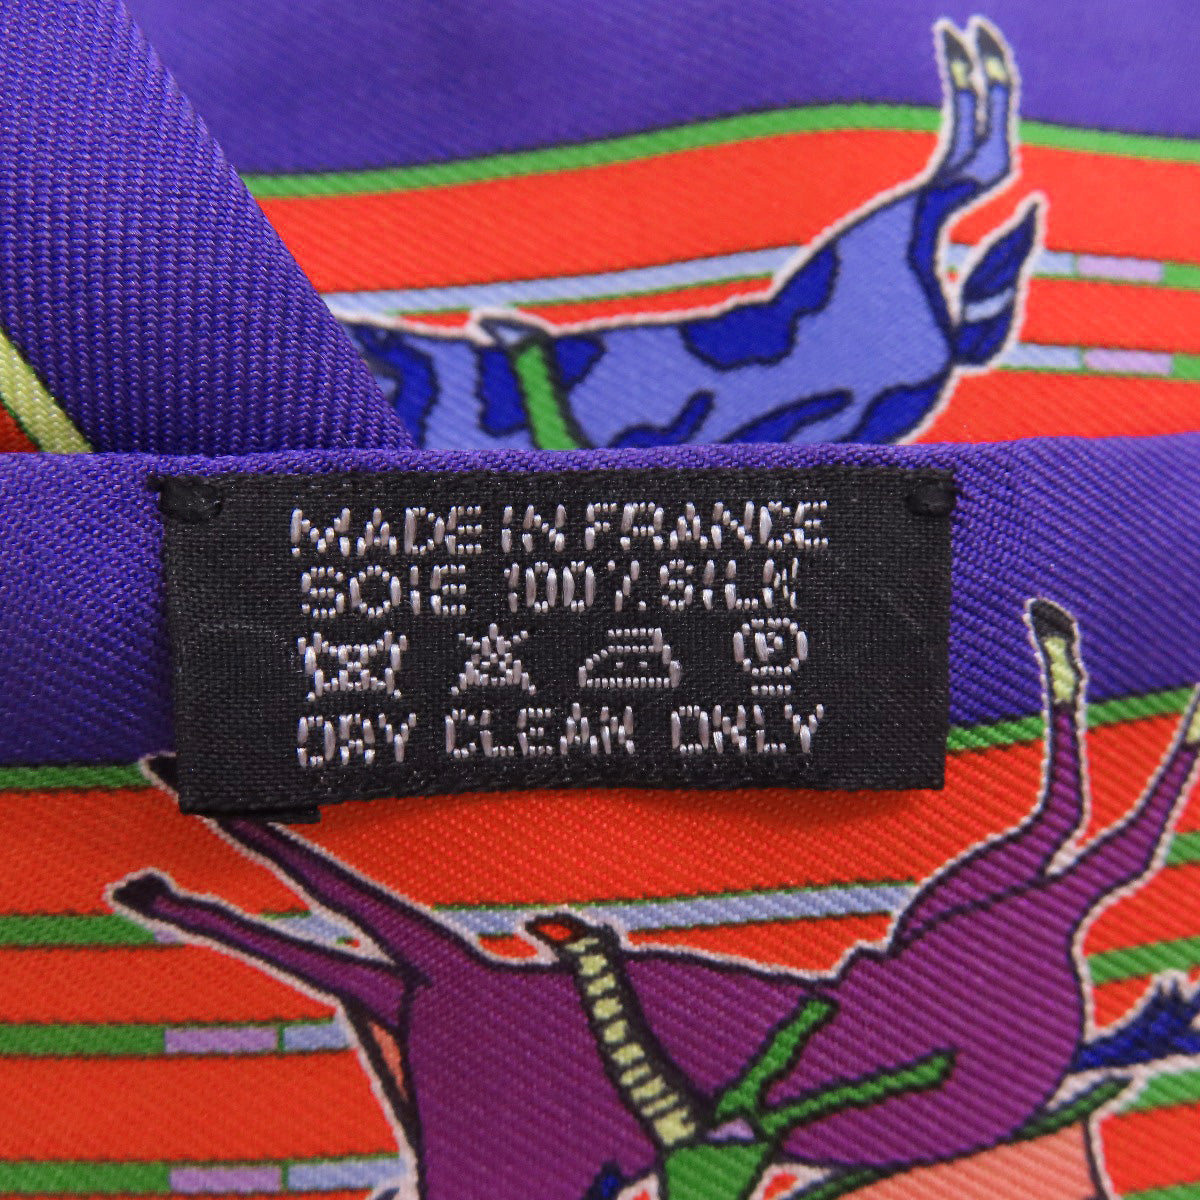 MADE IN FRANCE
SOIE 100% SILK
P
DRY CLEAN ONLY